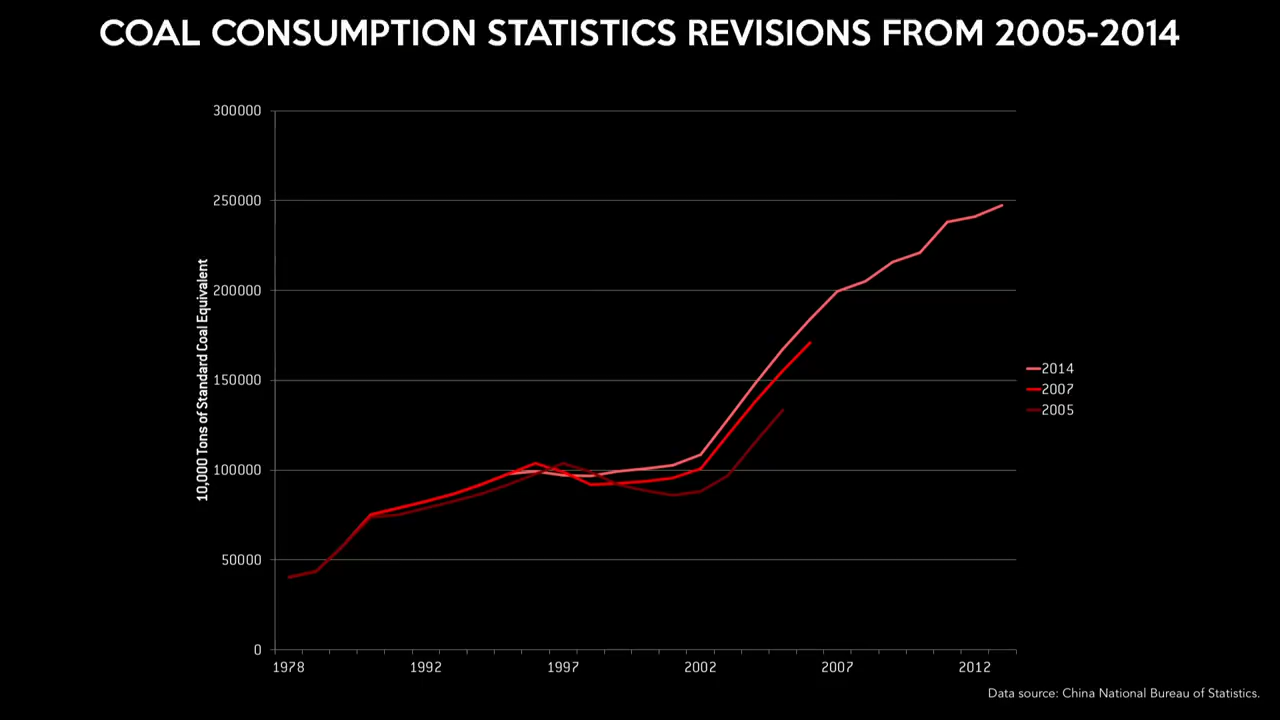 COAL CONSUMPTION STATISTICS REVISIONS FROM 2005-2014
300000
250000
200000
150000
100000
50000
0
10,000 Tons of Standard Coal Equivalent
1978 1992 1997 2002 2007 2012
2014
2007
2005
Data source: China National Bureau of Statistics.